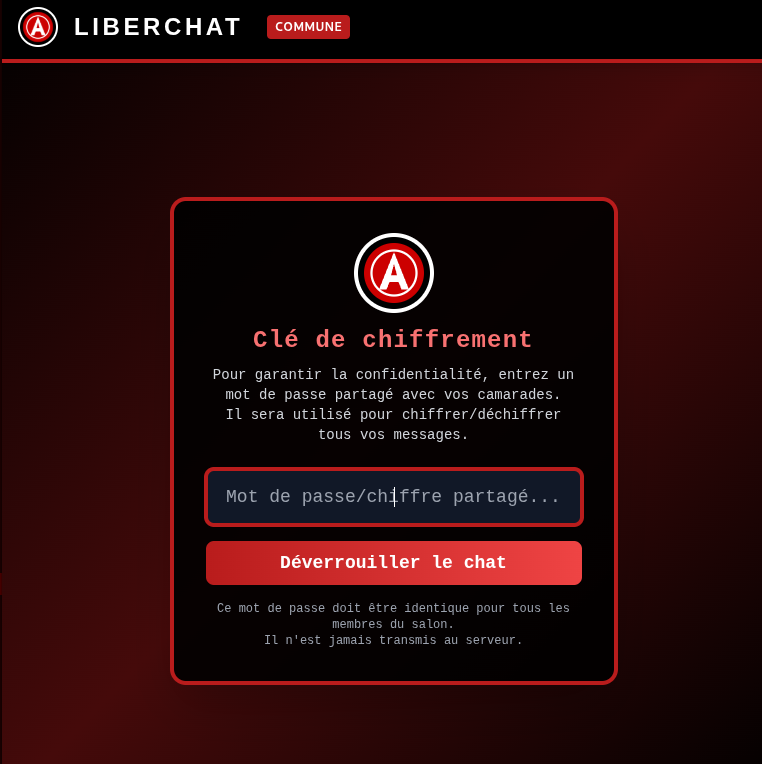 LIBERCHAT COMMUNE
Clé de chiffrement
Pour garantir la confidentialité, entrez un
mot de passe partagé avec vos camarades.
Il sera utilisé pour chiffrer/déchiffrer
tous vos messages.
Mot de passe/chiffre partagé...
Déverrouiller le chat
Ce mot de passe doit être identique pour tous les
membres du salon.
Il n'est jamais transmis au serveur.